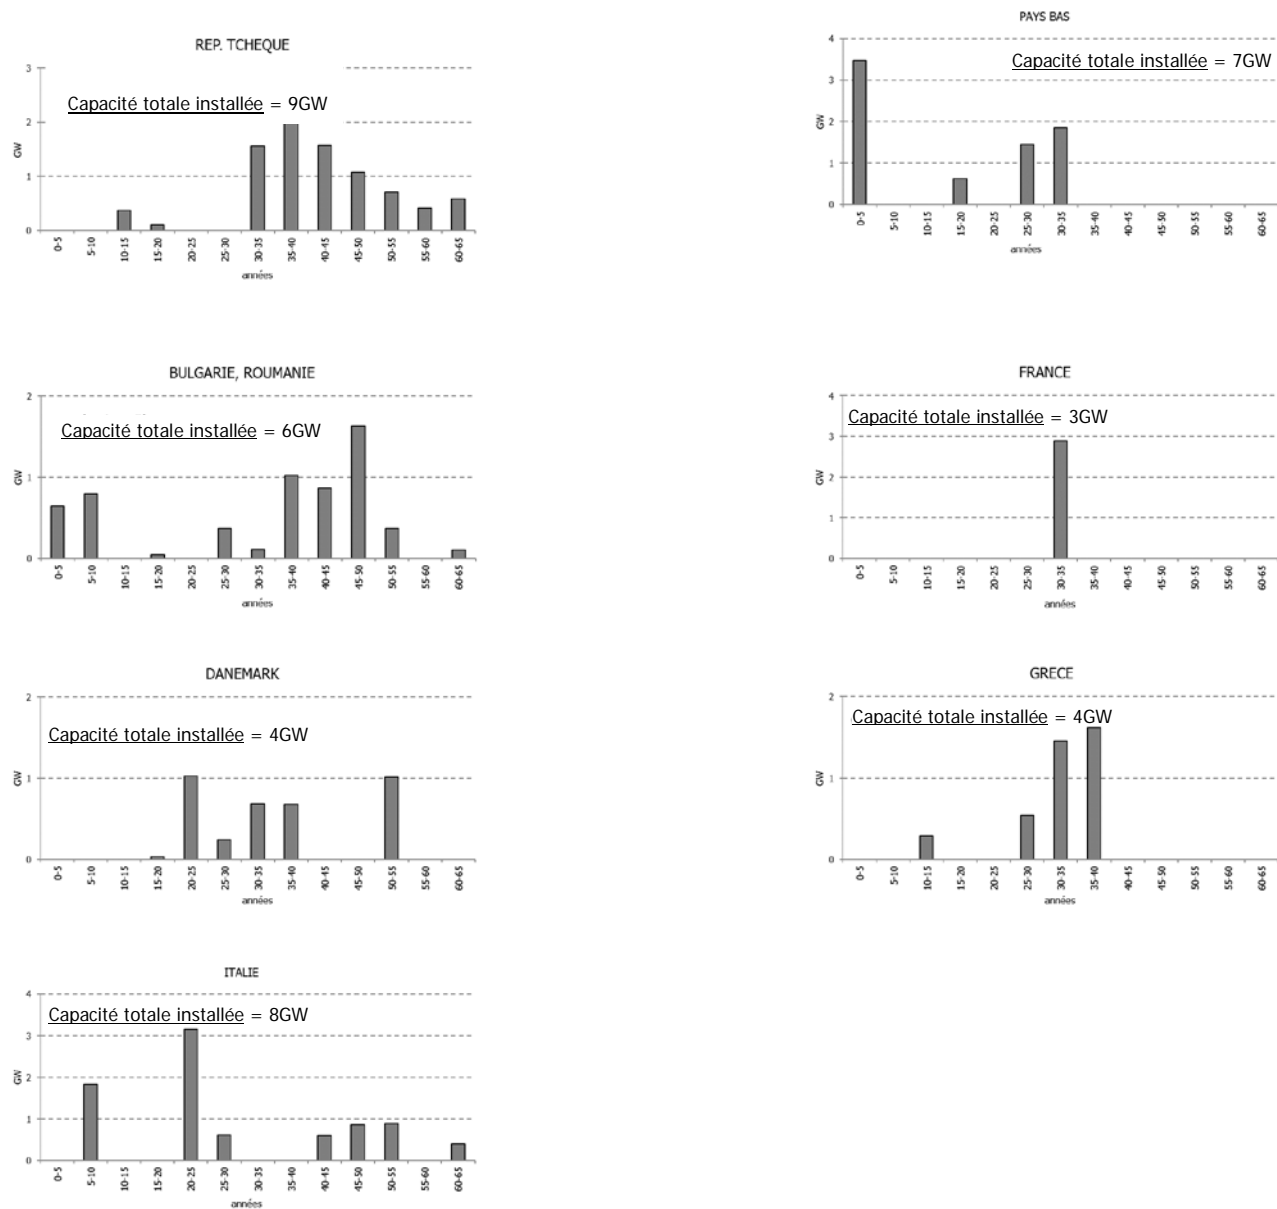 REP. TCHEQUE
3
Capacité totale installée = 9GW
2
GW
1
0
0-5 5-10 10-15 15-20 20-25 25-30 30-35 35-40 40-45 45-50 50-55 55-60 60-65
années
PAYS BAS
4
Capacité totale installée = 7GW
3
GW
2
1
0
0-5 5-10 10-15 15-20 20-25 25-30 30-35 35-40 40-45 45-50 50-55 55-60 60-65
années
BULGARIE, ROUMANIE
2
Capacité totale installée = 6GW
GW
1
0
0-5 5-10 10-15 15-20 20-25 25-30 30-35 35-40 40-45 45-50 50-55 55-60 60-65
années
FRANCE
4
Capacité totale installée = 3GW
3
GW
2
1
0
0-5 5-10 10-15 15-20 20-25 25-30 30-35 35-40 40-45 45-50 50-55 55-60 60-65
années
DANEMARK
2
Capacité totale installée = 4GW
GW
1
0
0-5 5-10 10-15 15-20 20-25 25-30 30-35 35-40 40-45 45-50 50-55 55-60 60-65
années
GRECE
2
Capacité totale installée = 4GW
GW
1
0
0-5 5-10 10-15 15-20 20-25 25-30 30-35 35-40 40-45 45-50 50-55 55-60 60-65
années
ITALIE
4
Capacité totale installée = 8GW
3
GW
2
1
0
0-5 5-10 10-15 15-20 20-25 25-30 30-35 35-40 40-45 45-50 50-55 55-60 60-65
années